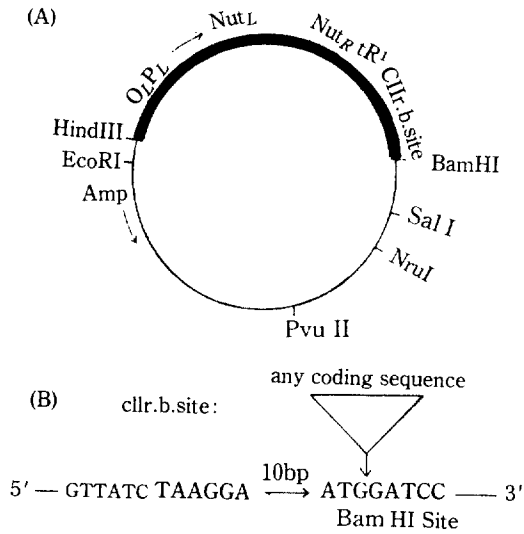 (A)
OLPL → NutL
NutR tR¹ CIIr.b.site
HindIII
EcoRI
BamHI
Amp
Sal I
NruI
Pvu II
any coding sequence
(B) cllr.b.site:
5′ — GTTATC TAAGGA 10bp ATGGATCC — 3′
Bam HI Site